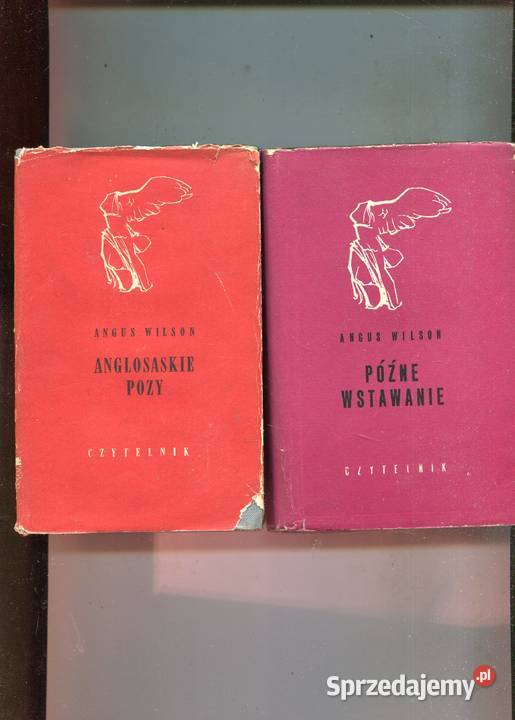 ANGUS WILSON
ANGLOSASKIE
POZY
CZYTELNIK
ANGUS WILSON
PÓŹNE
WSTAWANIE
CZYTELNIK
Sprzedajemy.pl